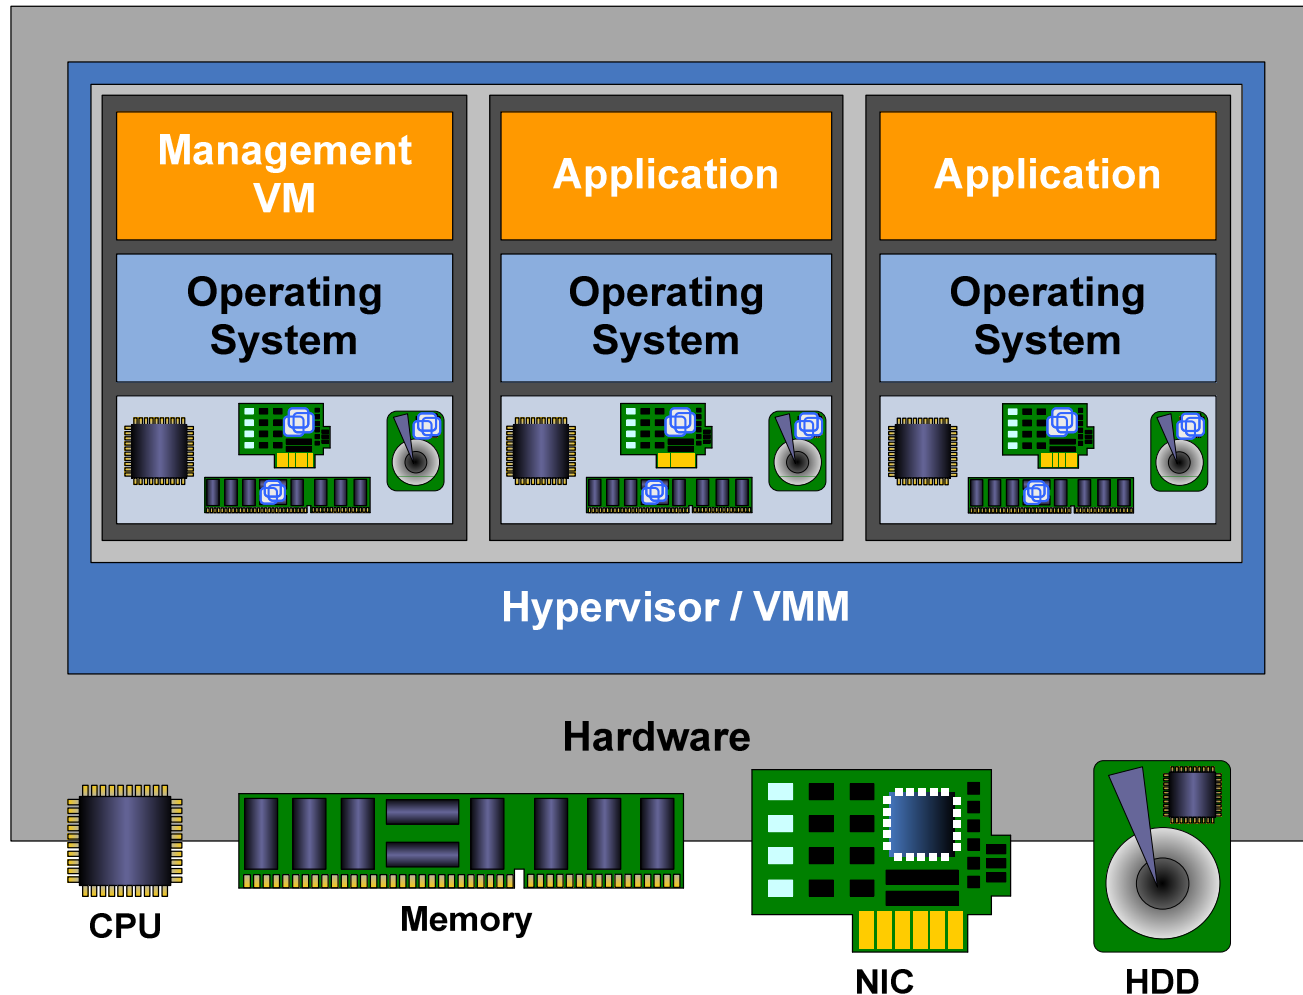 Management
VM
Application
Application
Operating
System
Operating
System
Operating
System
Hypervisor / VMM
Hardware
CPU
Memory
NIC
HDD